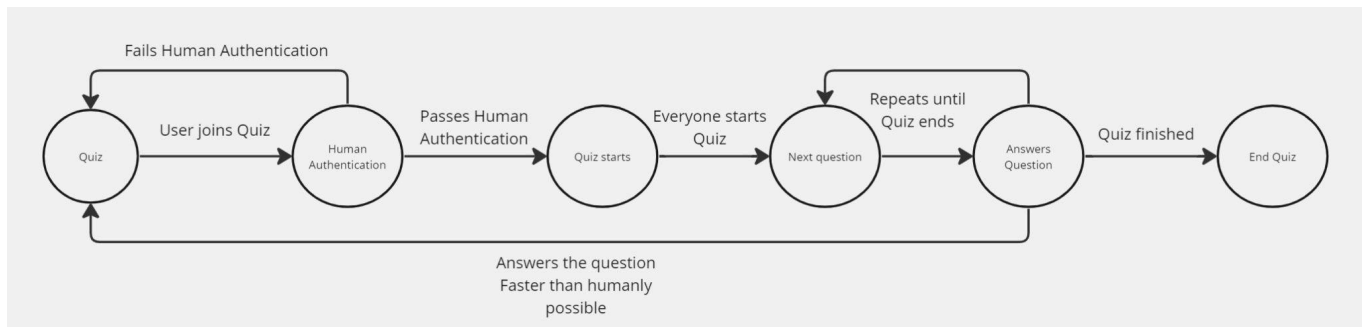 Fails Human Authentication
Quiz
User joins Quiz
Human
Authentication
Passes Human
Authentication
Quiz starts
Everyone starts
Quiz
Next question
Repeats until
Quiz ends
Answers
Question
Quiz finished
End Quiz
Answers the question
Faster than humanly
possible